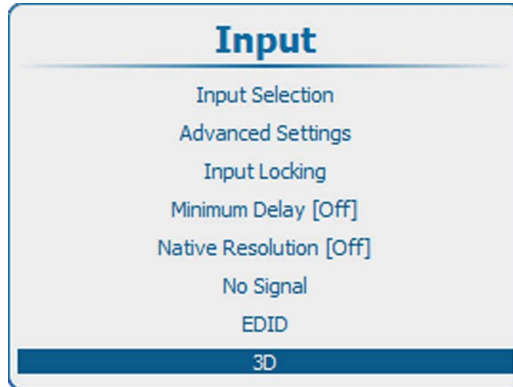 Input
Input Selection
Advanced Settings
Input Locking
Minimum Delay [Off]
Native Resolution [Off]
No Signal
EDID
3D